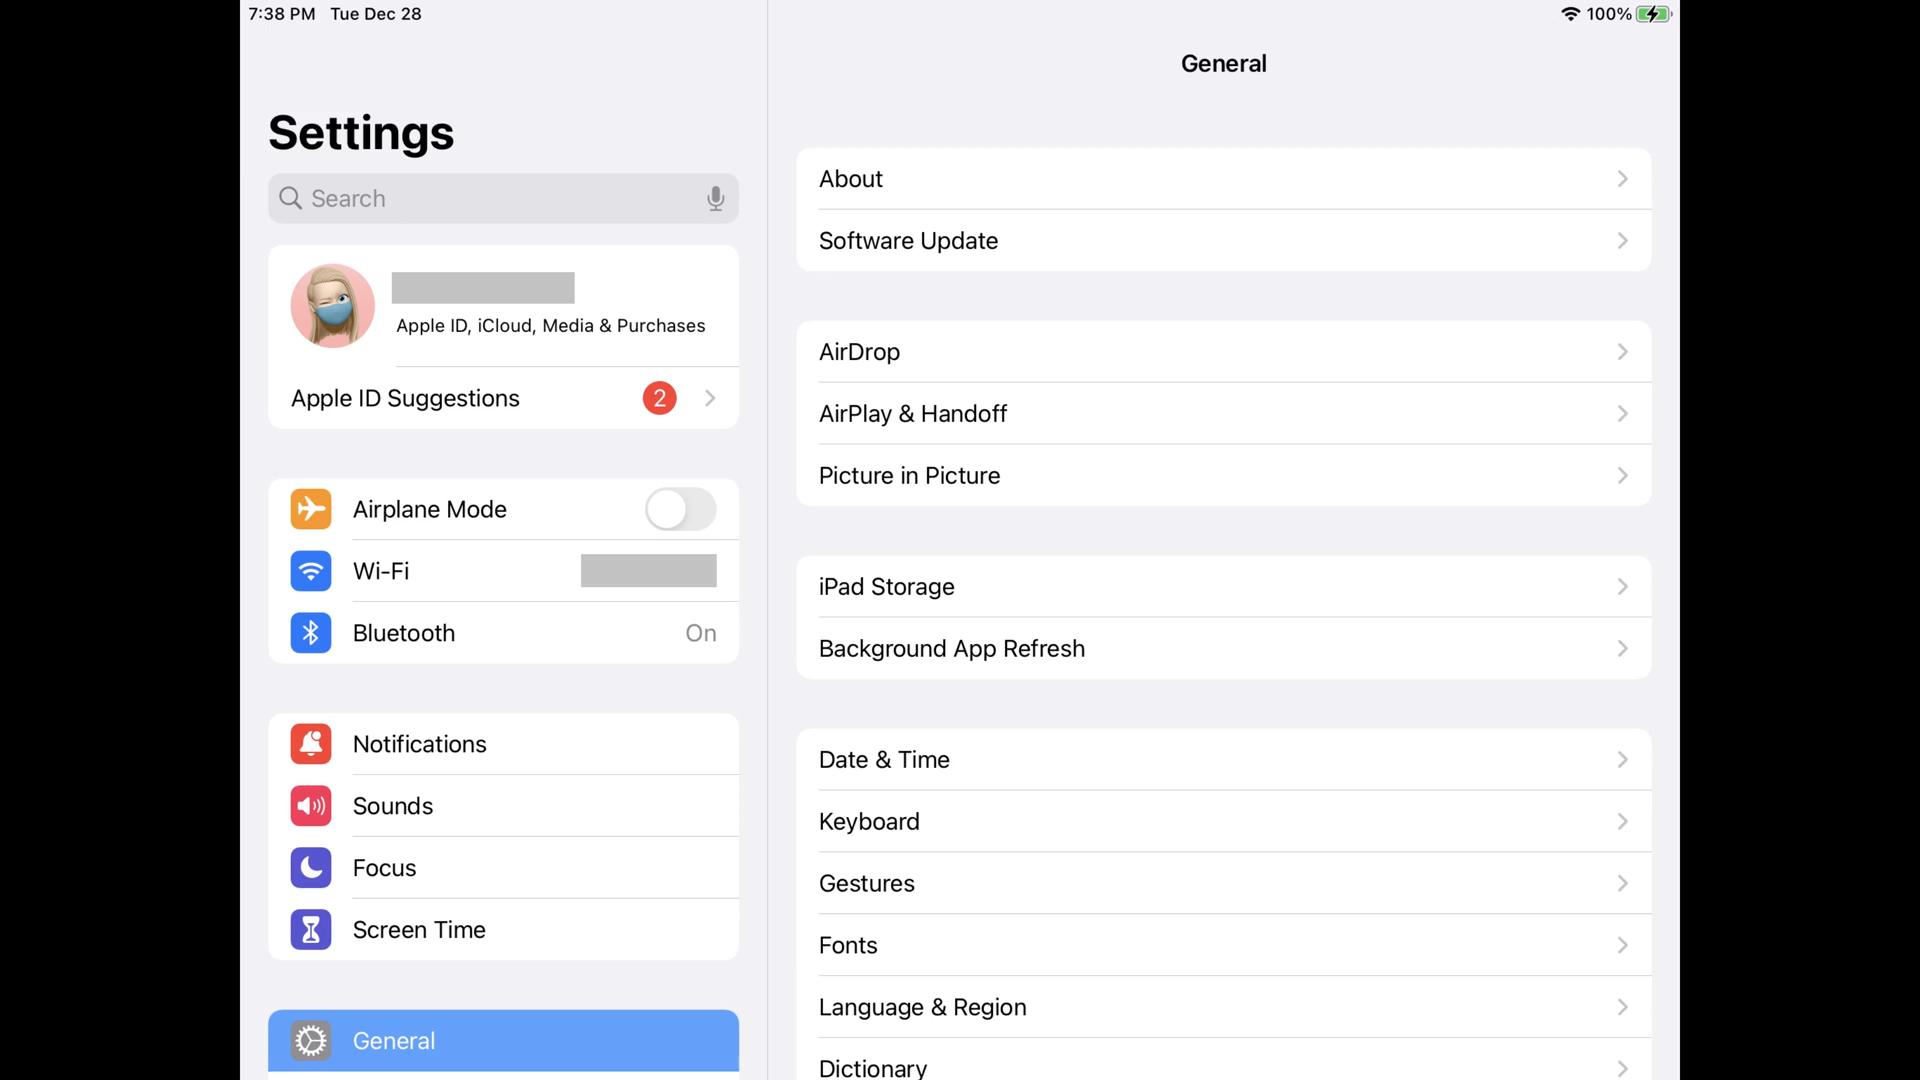 7:38 PM Tue Dec 28
100%
Settings
Search
Apple ID, iCloud, Media & Purchases
Apple ID Suggestions 2
Airplane Mode
Wi-Fi
Bluetooth On
Notifications
Sounds
Focus
Screen Time
General
General
About
Software Update
AirDrop
AirPlay & Handoff
Picture in Picture
iPad Storage
Background App Refresh
Date & Time
Keyboard
Gestures
Fonts
Language & Region
Dictionary